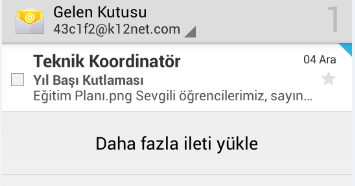 Gelen Kutusu
43c1f2@k12net.com
1
Teknik Koordinatör
04 Ara
Yıl Başı Kutlaması
Eğitim Planı.png Sevgili öğrencilerimiz, sayın...
Daha fazla ileti yükle